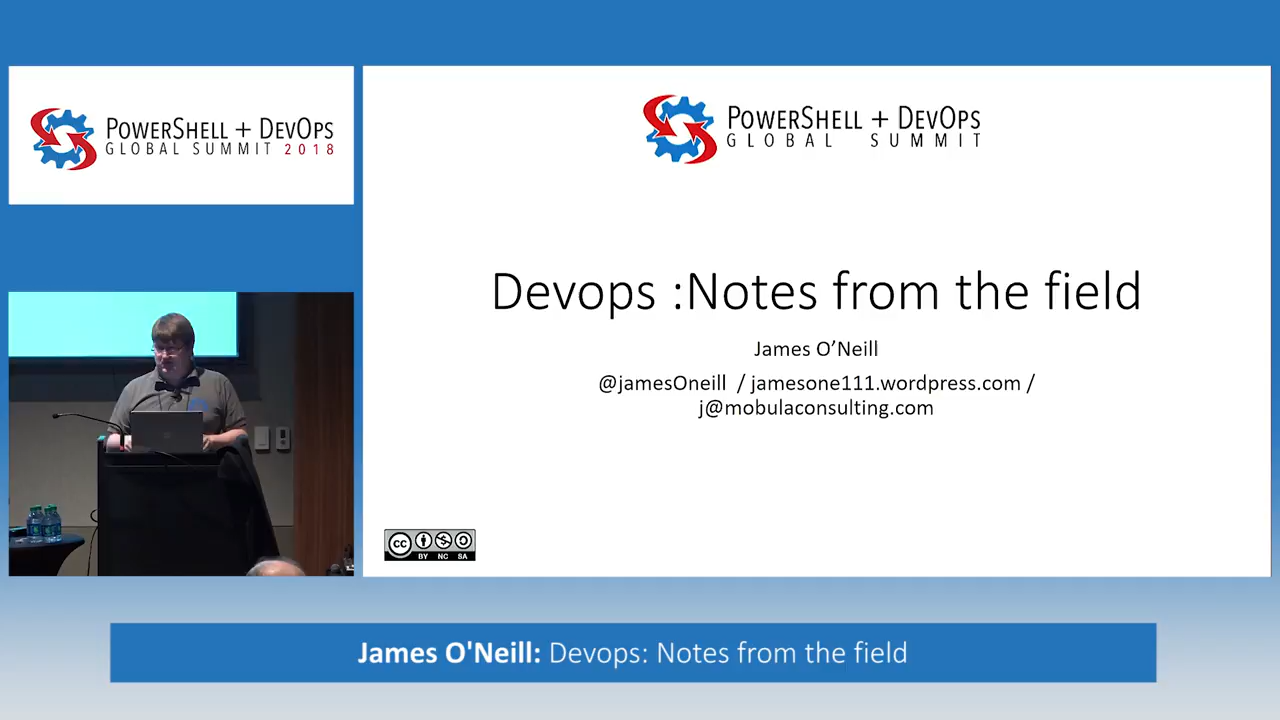 POWERSHELL + DEVOPS
GLOBAL SUMMIT 2018
POWERSHELL + DEVOPS
GLOBAL SUMMIT
Devops :Notes from the field
James O’Neill
@jamesOneill / jamesone111.wordpress.com /
j@mobulaconsulting.com
cc
BY NC SA
James O'Neill: Devops: Notes from the field